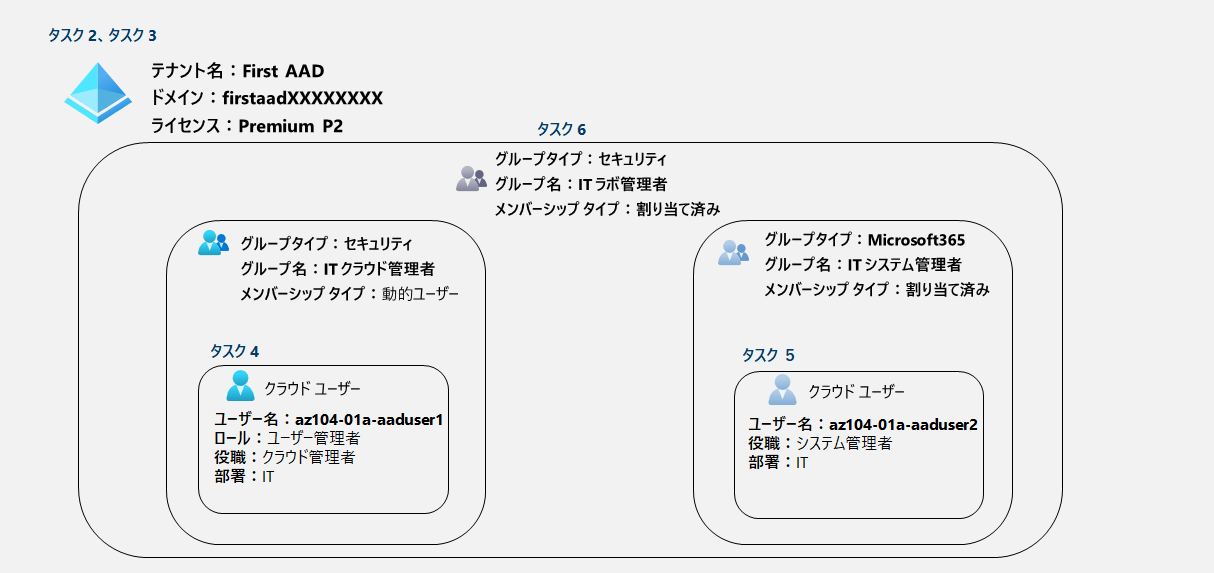 タスク 2、タスク 3
テナント名：First AAD
ドメイン：firstaadXXXXXXXX
ライセンス：Premium P2
タスク 6
グループタイプ：セキュリティ
グループ名：IT ラボ管理者
メンバーシップ タイプ：割り当て済み
グループタイプ：セキュリティ
グループ名：IT クラウド管理者
メンバーシップ タイプ：動的ユーザー
グループタイプ：Microsoft365
グループ名：IT システム管理者
メンバーシップ タイプ：割り当て済み
タスク 4
クラウド ユーザー
ユーザー名：az104-01a-aaduser1
ロール：ユーザー管理者
役職：クラウド管理者
部署：IT
タスク 5
クラウド ユーザー
ユーザー名：az104-01a-aaduser2
役職：システム管理者
部署：IT